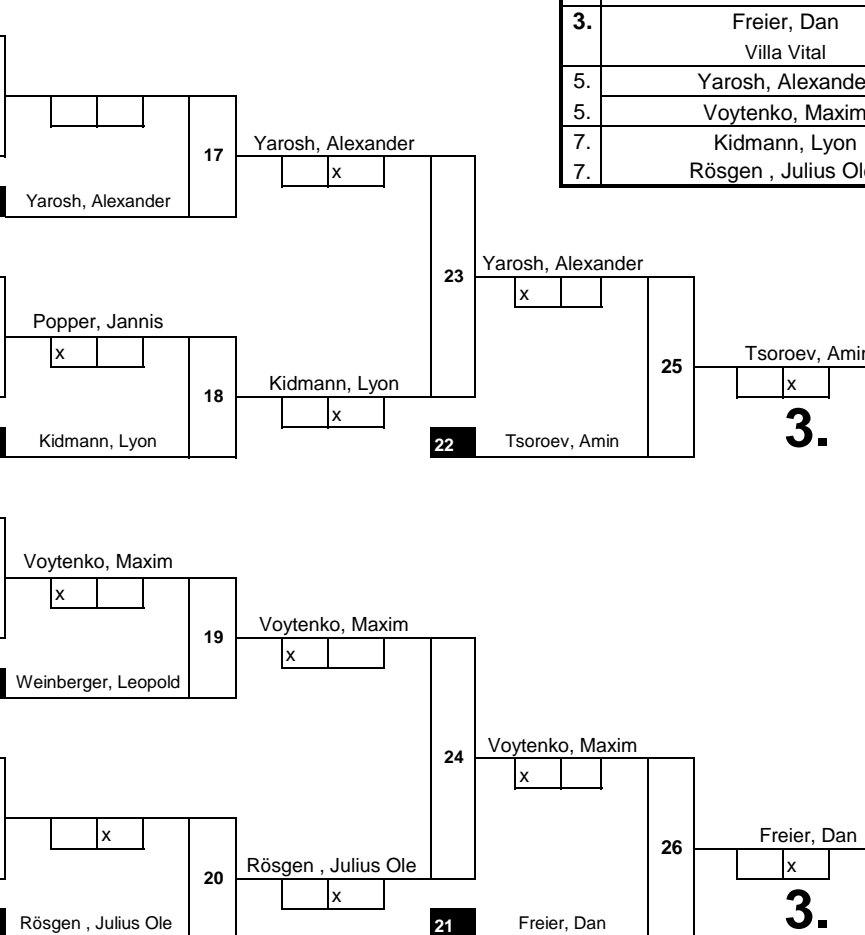 3. Freier, Dan
Villa Vital
5. Yarosh, Alexande
5. Voytenko, Maxim
7. Kidmann, Lyon
7. Rösgen , Julius Ole
17 Yarosh, Alexander
x
Yarosh, Alexander
23 Yarosh, Alexander
x
Popper, Jannis
x
25 Tsoroev, Amin
x
18 Kidmann, Lyon
x
3.
Kidmann, Lyon
22 Tsoroev, Amin
Voytenko, Maxim
x
19 Voytenko, Maxim
x
Weinberger, Leopold
24 Voytenko, Maxim
x
x
26 Freier, Dan
x
20 Rösgen , Julius Ole
x
3.
Rösgen , Julius Ole
21 Freier, Dan